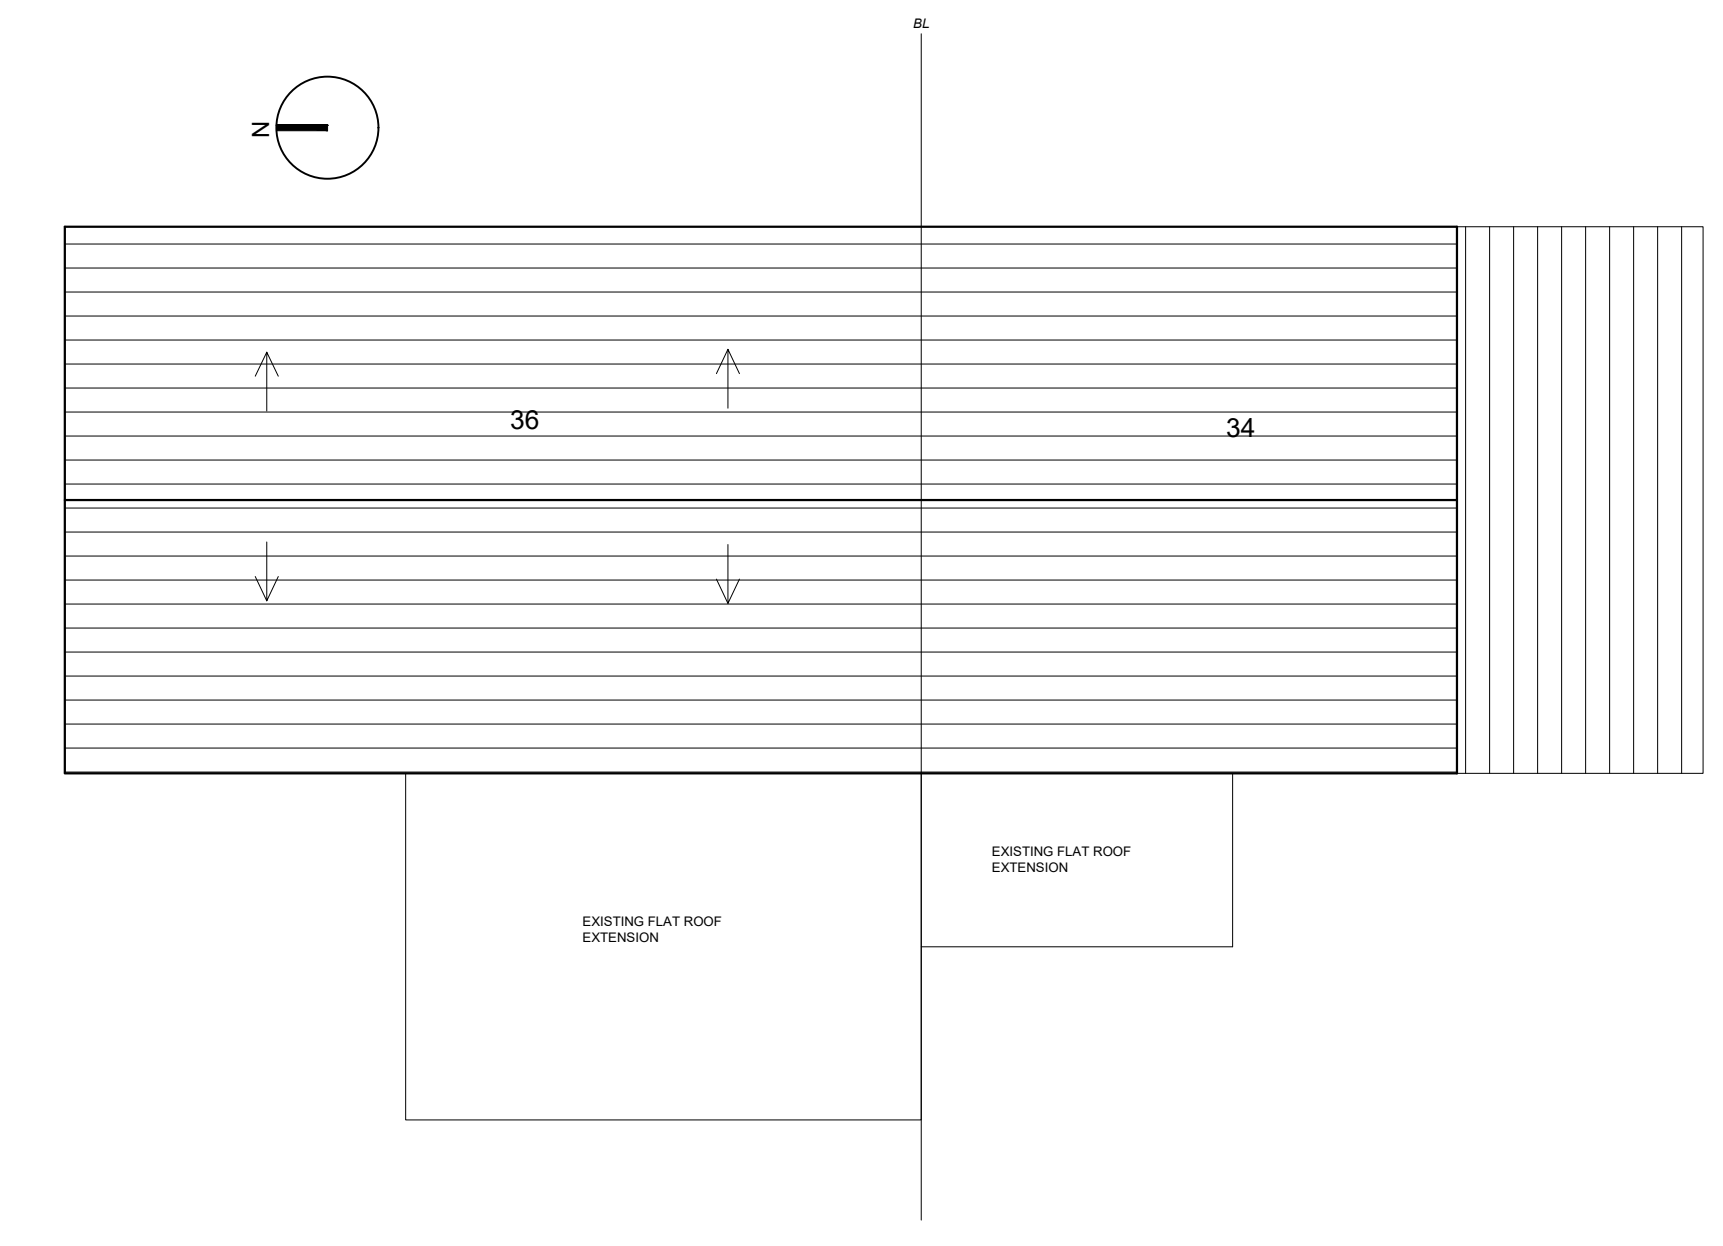 BL
N
36
34
EXISTING FLAT ROOF
EXTENSION
EXISTING FLAT ROOF
EXTENSION